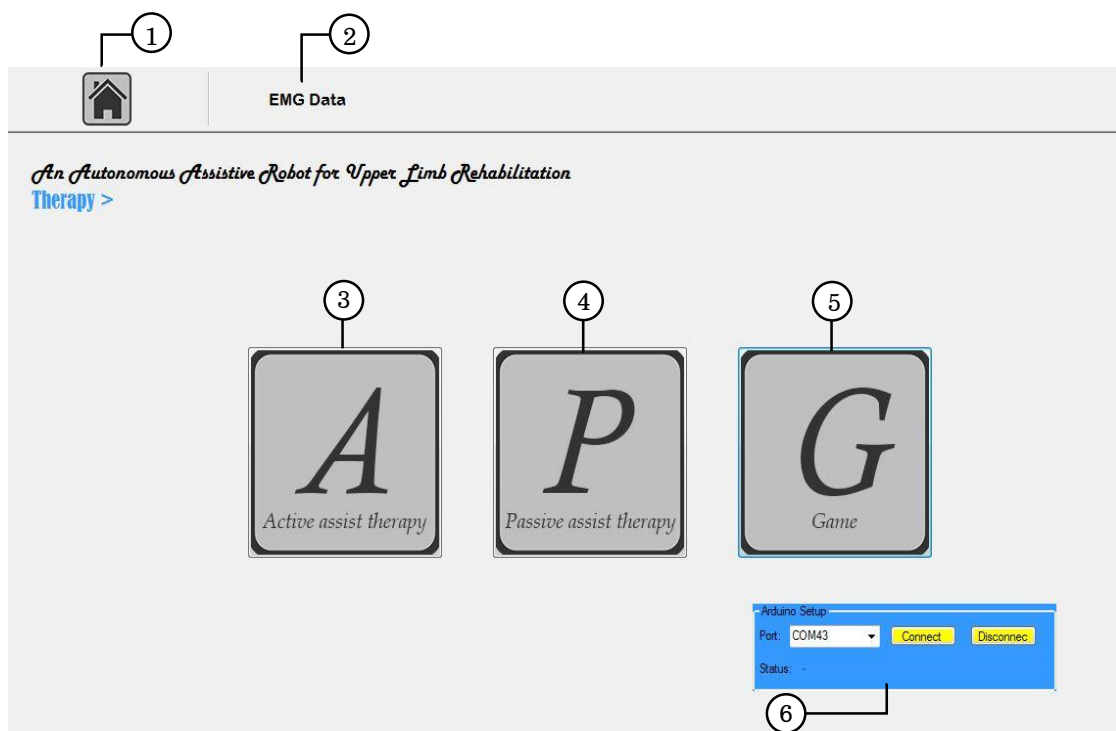 1 2
EMG Data
An Autonomous Assistive Robot for Upper Limb Rehabilitation
Therapy >
3 4 5
A P G
Active assist therapy Passive assist therapy Game
Arduino Setup
Port: COM43 Connect Disconnec
Status: -
6